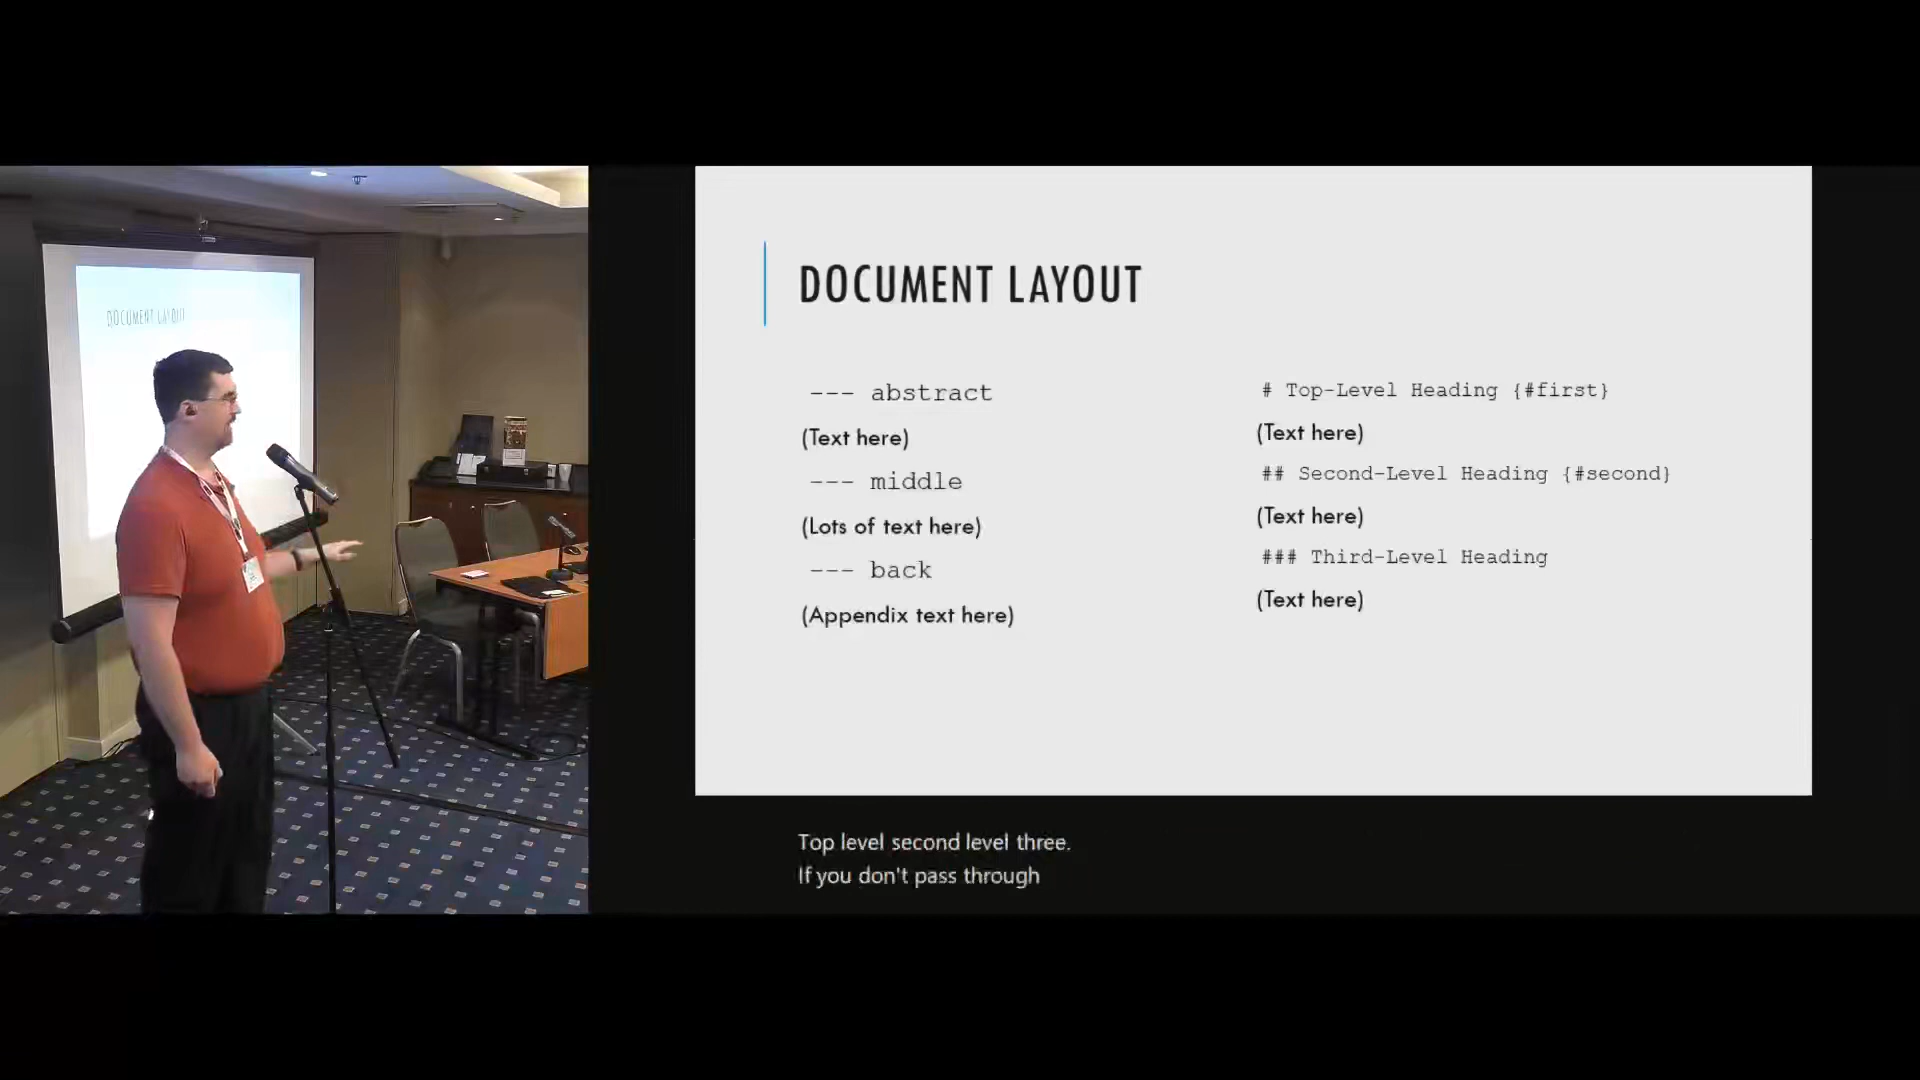 DOCUMENT LAYOUT
DOCUMENT LAYOUT
--- abstract
(Text here)
--- middle
(Lots of text here)
--- back
(Appendix text here)
# Top-Level Heading {#first}
(Text here)
## Second-Level Heading {#second}
(Text here)
### Third-Level Heading
(Text here)
Top level second level three.
If you don't pass through